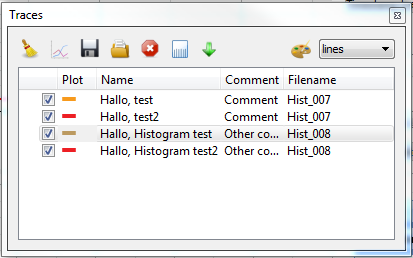 Traces
lines
Plot Name Comment Filename
Hallo, test Comment Hist_007
Hallo, test2 Comment Hist_007
Hallo, Histogram test Other co... Hist_008
Hallo, Histogram test2 Other co... Hist_008